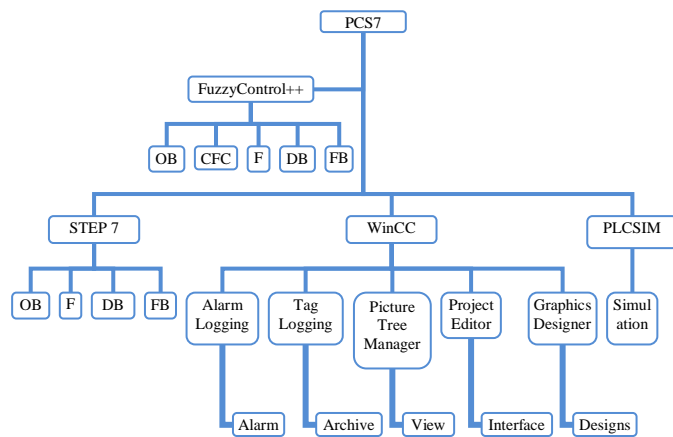 PCS7
FuzzyControl++
OB
CFC
F
DB
FB
STEP 7
WinCC
PLCSIM
OB
F
DB
FB
Alarm
Logging
Tag
Logging
Picture
Tree
Manager
Project
Editor
Graphics
Designer
Simul
ation
Alarm
Archive
View
Interface
Designs